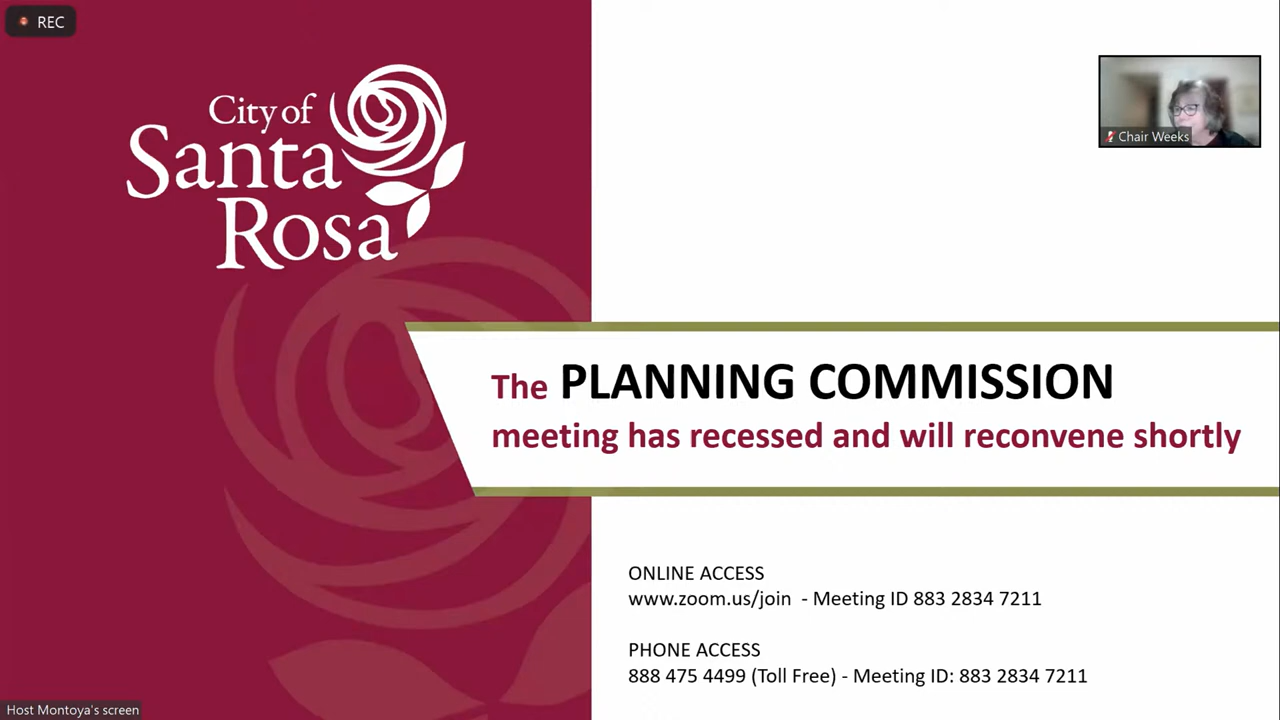 REC
City of
Santa
Rosa
Chair Weeks
The PLANNING COMMISSION
meeting has recessed and will reconvene shortly
ONLINE ACCESS
www.zoom.us/join - Meeting ID 883 2834 7211
PHONE ACCESS
888 475 4499 (Toll Free) - Meeting ID: 883 2834 7211
Host Montoya's screen